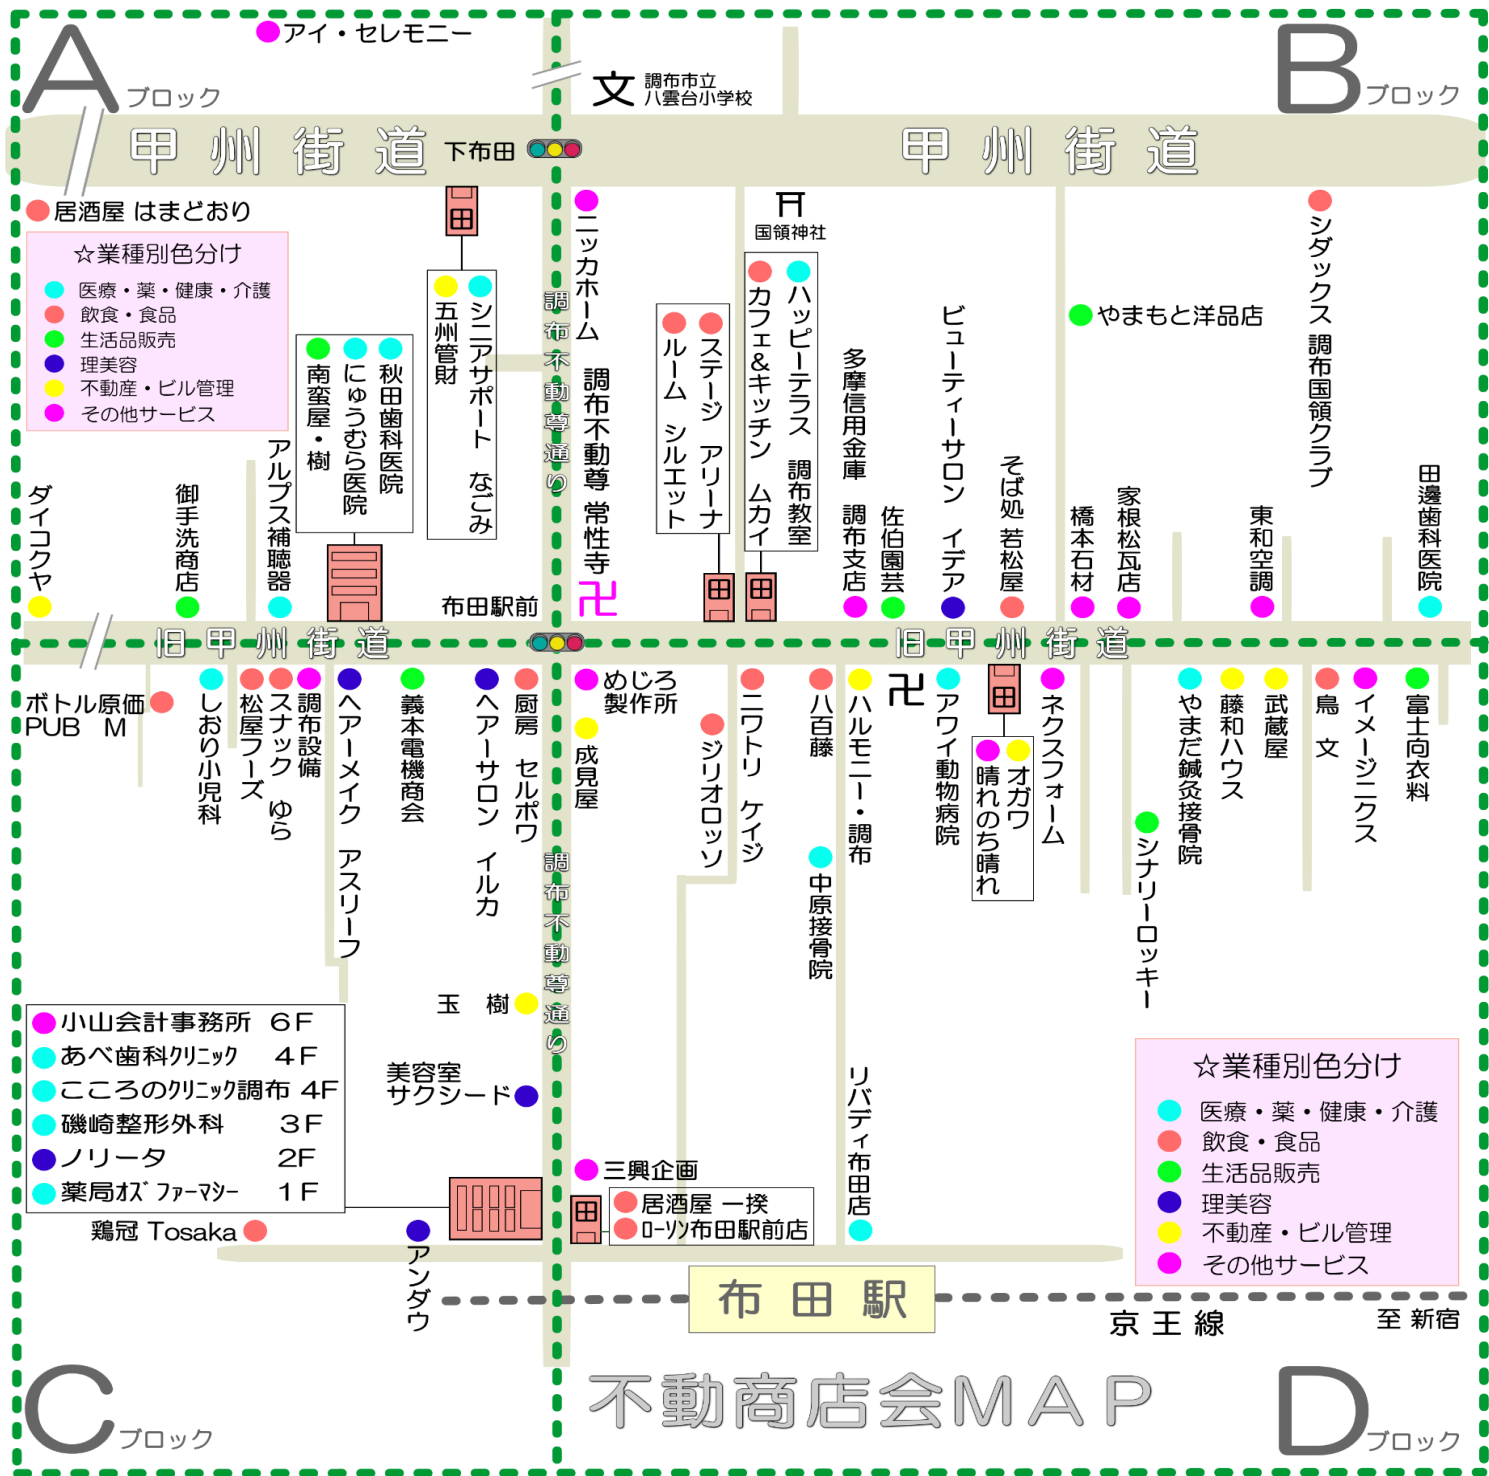 A
ブロック
アイ・セレモニー
文
調布市立
八雲台小学校
B
ブロック
甲州街道
下布田
甲州街道
居酒屋 はまどおり
☆業種別色分け
医療・薬・健康・介護
飲食・食品
生活品販売
理美容
不動産・ビル管理
その他サービス
田
五州管財
シニアサポート なごみ
南蛮屋・樹
にゅうむら医院
秋田歯科医院
ダイコクヤ
御手洗商店
アルプス補聴器
布田駅前
調布不動尊通り
ニッカホーム
調布不動尊 常性寺
卍
国領神社
ルーム シルエット
ステージ アリーナ
カフェ&キッチン ムカイ
ハッピーテラス 調布教室
田
田
多摩信用金庫 調布支店
佐伯園芸
ビューティーサロン イデア
そば処 若松屋
やまもと洋品店
橋本石材
家根松瓦店
東和空調
シダックス 調布国領クラブ
田邊歯科医院
旧甲州街道
旧甲州街道
ボトル原価
PUB M
しおり小児科
松屋フーズ
スナック ゆら
調布設備
ヘアーメイク アスリーフ
義本電機商会
ヘアーサロン イルカ
厨房 セルポワ
調布不動尊通り
玉 樹
美容室
サクシード
小山会計事務所 6F
あべ歯科クリニック 4F
こころのクリニック調布 4F
磯崎整形外科 3F
ノリータ 2F
薬局オズファーマシー 1F
鶏冠 Tosaka
アンダウ
めじろ
製作所
成見屋
ジリオロッソ
ニワトリ ケイジ
八百藤
ハルモニー・調布
中原接骨院
卍
アワイ動物病院
田
晴れのち晴れ
オガワ
ネクスフォーム
シナリーロッキー
やまだ鍼灸接骨院
藤和ハウス
武蔵屋
鳥 文
イメージニクス
富士向衣料
リバディ布田店
三興企画
田
居酒屋 一揆
ローソン布田駅前店
☆業種別色分け
医療・薬・健康・介護
飲食・食品
生活品販売
理美容
不動産・ビル管理
その他サービス
布田駅
京王線
至 新宿
C
ブロック
不動商店会MAP
D
ブロック